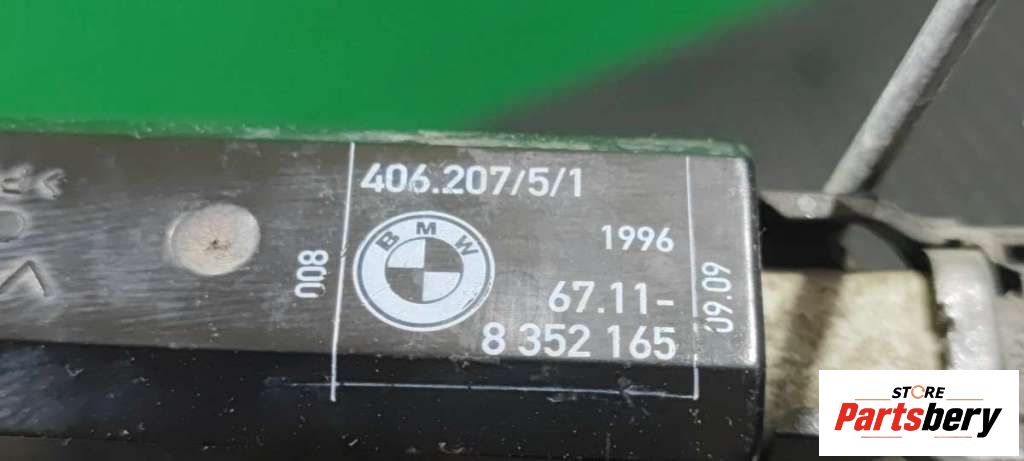 406.207/5/1
BMW
1996
008
67.11-
8 352 165
09.09
STORE
Partsbery